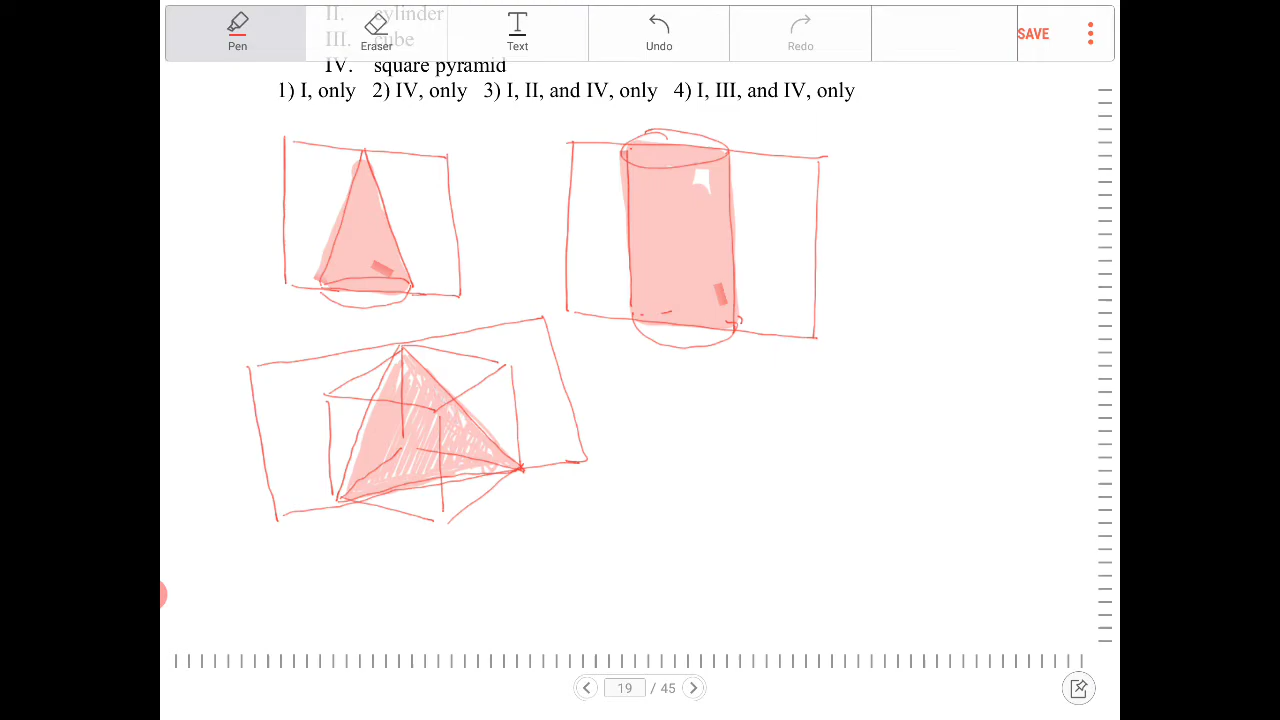 II. cylinder
III. cube
IV. square pyramid
Pen
Eraser
Text
Undo
Redo
SAVE
1) I, only 2) IV, only 3) I, II, and IV, only 4) I, III, and IV, only
19 / 45